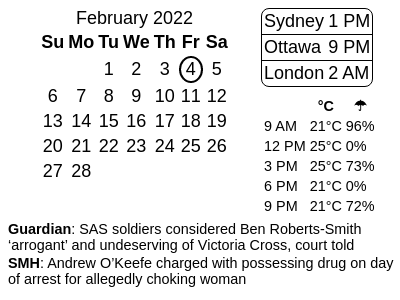 February 2022
Su Mo Tu We Th Fr Sa
1 2 3 4 5
6 7 8 9 10 11 12
13 14 15 16 17 18 19
20 21 22 23 24 25 26
27 28
Sydney 1 PM
Ottawa 9 PM
London 2 AM
°C ☂
9 AM 21°C 96%
12 PM 25°C 0%
3 PM 25°C 73%
6 PM 21°C 0%
9 PM 21°C 72%
Guardian: SAS soldiers considered Ben Roberts-Smith
‘arrogant’ and undeserving of Victoria Cross, court told
SMH: Andrew O’Keefe charged with possessing drug on day
of arrest for allegedly choking woman